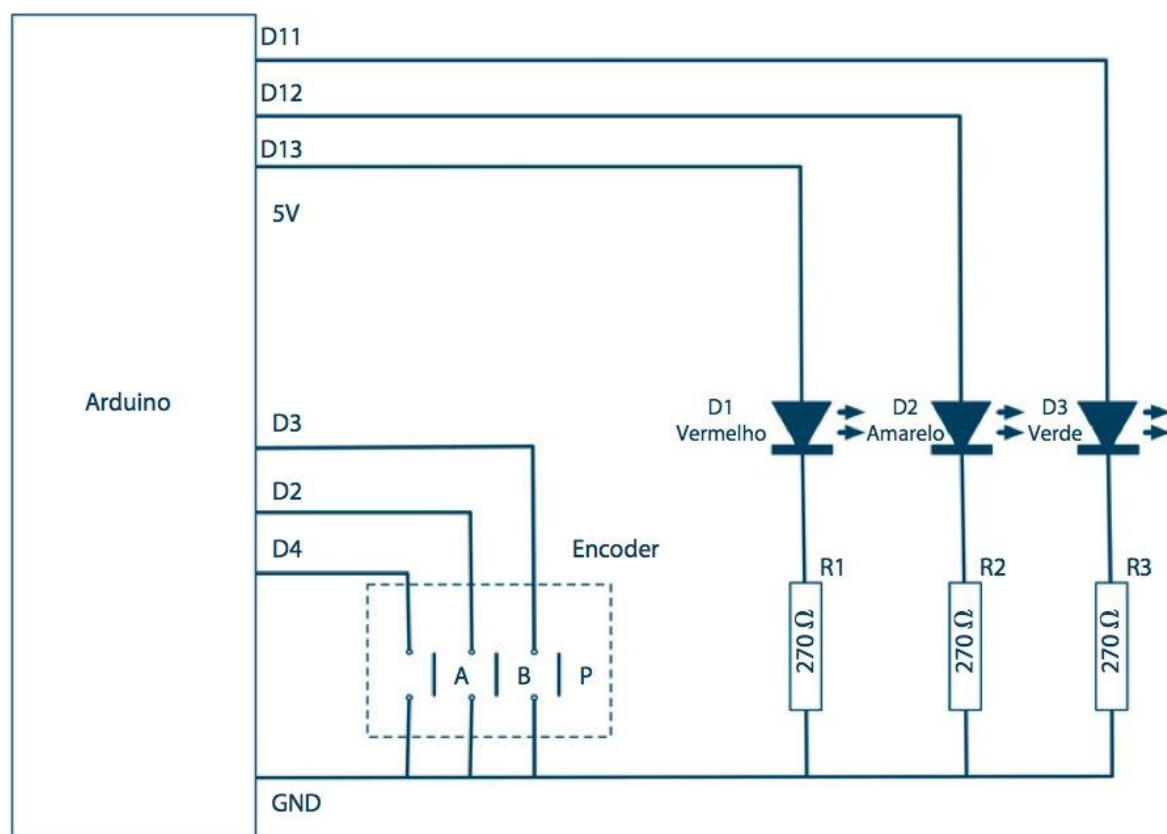 D11
D12
D13
5V
Arduino
D3
D2
D4
Encoder
A
B
P
GND
D1
Vermelho
D2
Amarelo
D3
Verde
R1
R2
R3
270 Ω
270 Ω
270 Ω